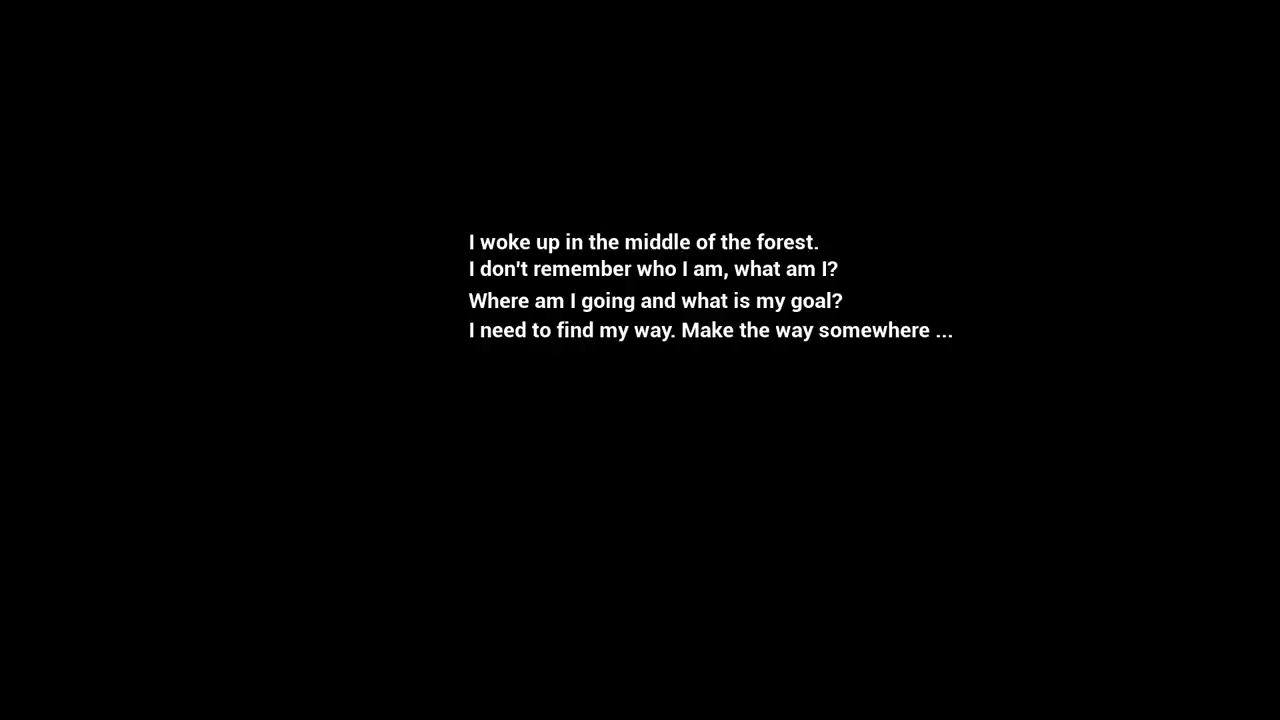 I woke up in the middle of the forest.
I don't remember who I am, what am I?
Where am I going and what is my goal?
I need to find my way. Make the way somewhere ...